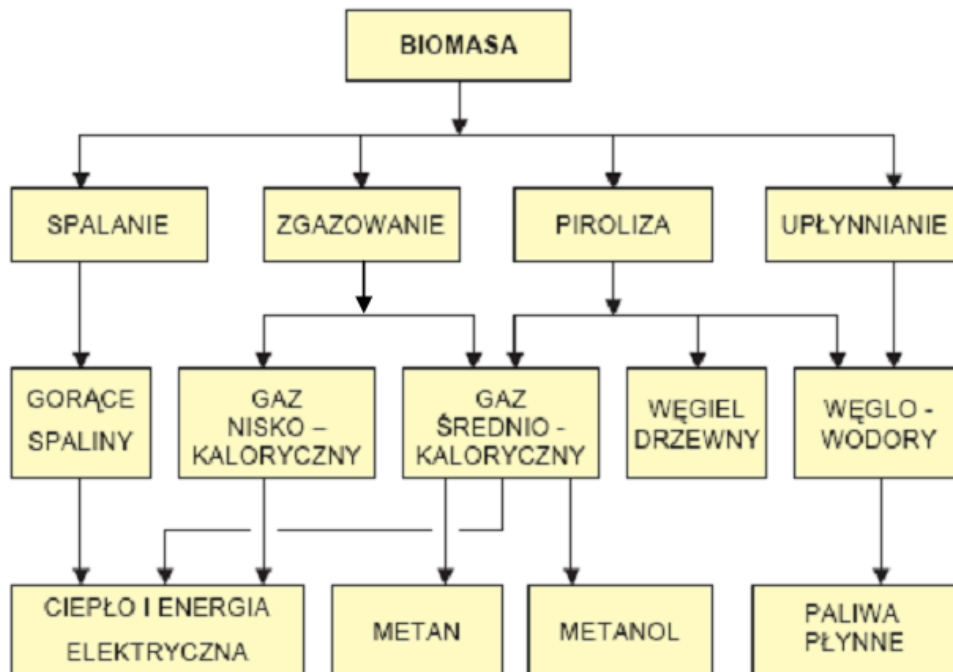 BIOMASA
SPALANIE
ZGAZOWANIE
PIROLIZA
UPŁYNNIANIE
GORĄCE
SPALINY
GAZ
NISKO –
KALORYCZNY
GAZ
ŚREDNIO -
KALORYCZNY
WĘGIEL
DRZEWNY
WĘGLO -
WODORY
CIEPŁO I ENERGIA
ELEKTRYCZNA
METAN
METANOL
PALIWA
PŁYNNE